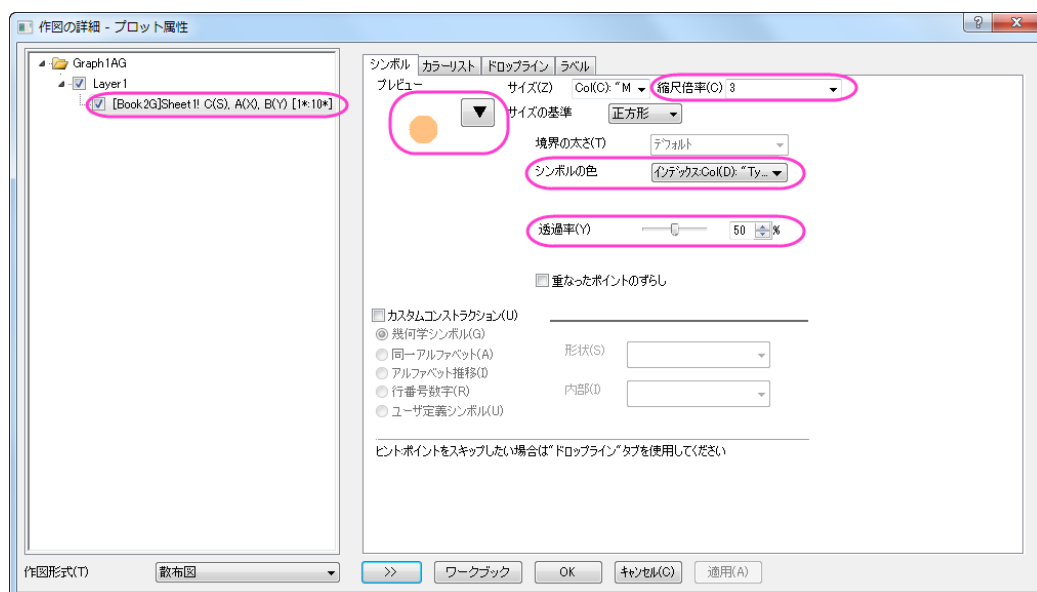 作図の詳細 - プロット属性
Graph1AG
Layer1
[Book2G]Sheet1! C(S), A(X), B(Y) [1*:10*]
シンボル カラーリスト ドロップライン ラベル
プレビュー サイズ(Z) Col(C): "M 縮尺倍率(C) 3
サイズの基準 正方形
境界の太さ(T) デフォルト
シンボルの色 インデックス:Col(D): "Ty...
透過率(Y) 50 %
重なったポイントのずらし
カスタムコンストラクション(U)
幾何学シンボル(G)
同一アルファベット(A) 形状(S)
アルファベット推移(I)
行番号数字(R) 内部(I)
ユーザ定義シンボル(U)
ヒント:ポイントをスキップしたい場合は"ドロップライン"タブを使用してください
作図形式(T) 散布図 >> ワークブック OK キャンセル(C) 適用(A)